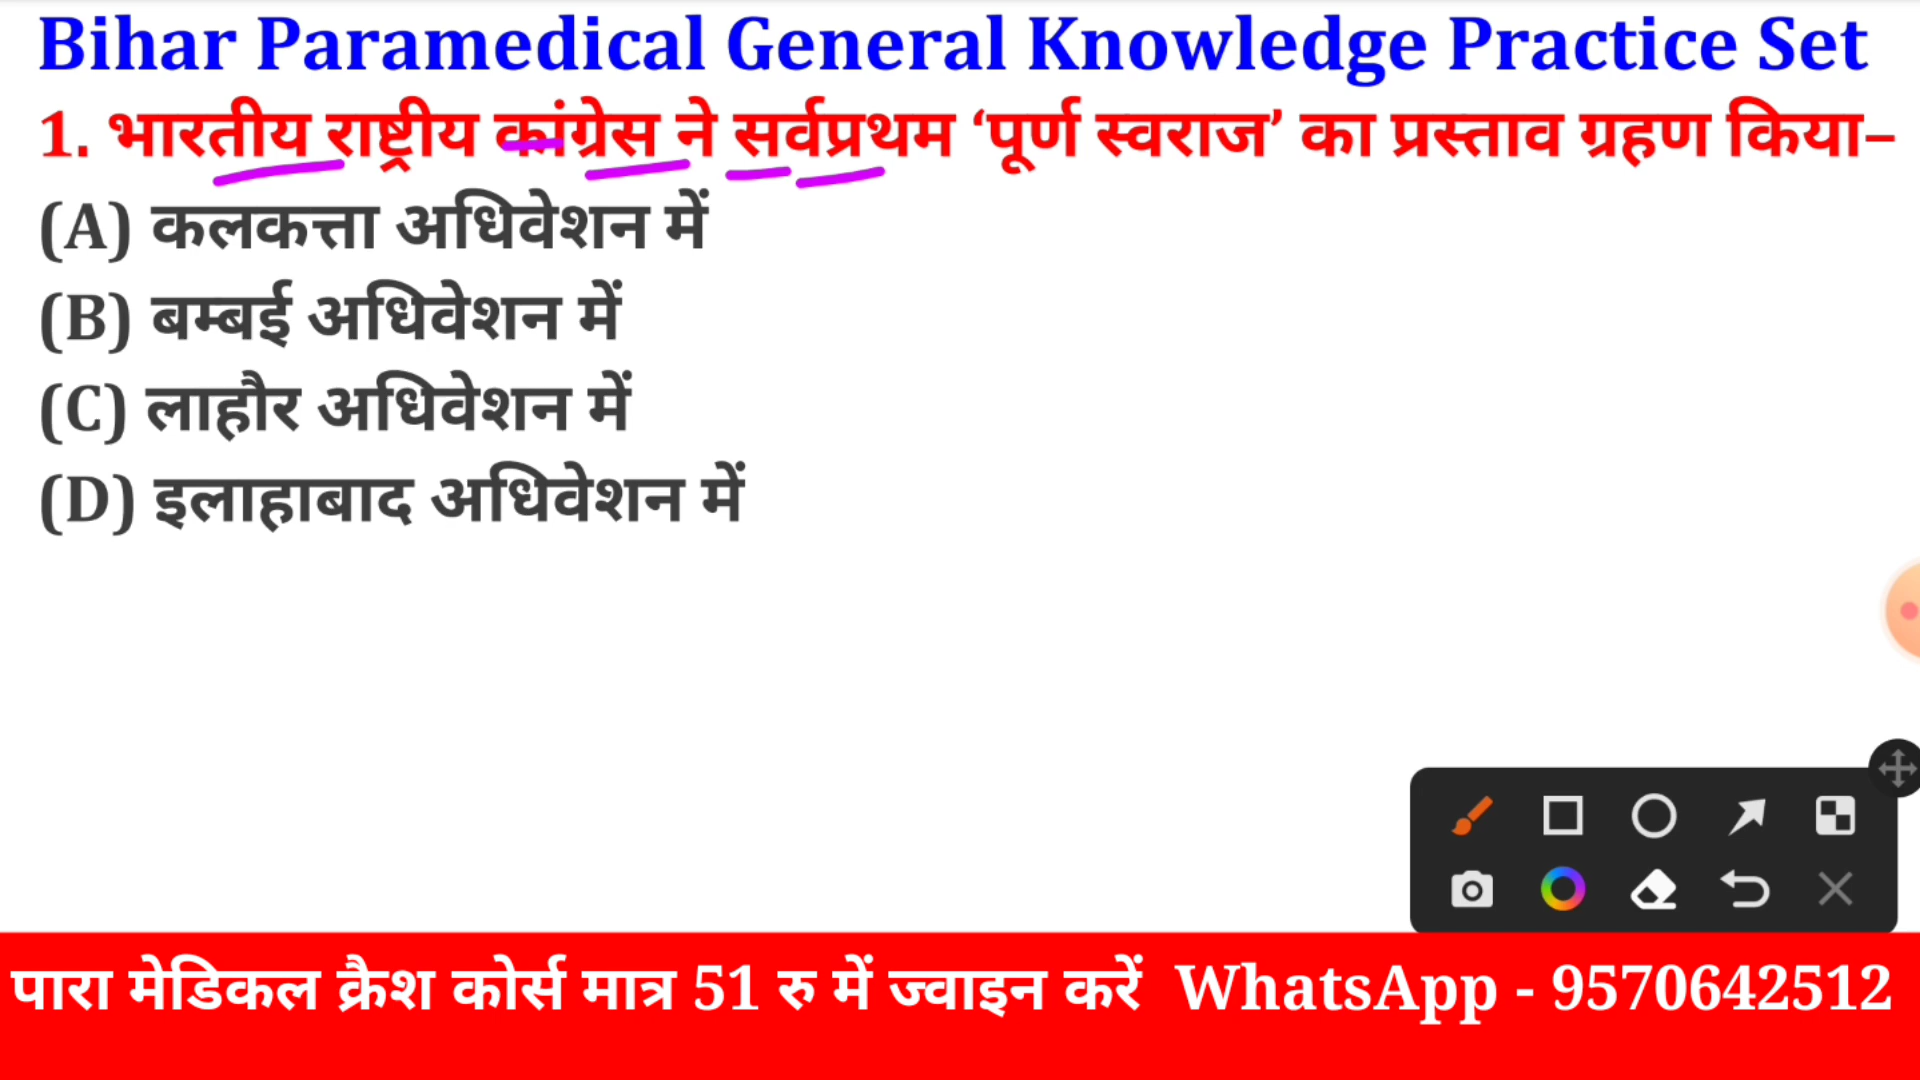 Bihar Paramedical General Knowledge Practice Set
1. भारतीय राष्ट्रीय कांग्रेस ने सर्वप्रथम ‘पूर्ण स्वराज’ का प्रस्ताव ग्रहण किया–
(A) कलकत्ता अधिवेशन में
(B) बम्बई अधिवेशन में
(C) लाहौर अधिवेशन में
(D) इलाहाबाद अधिवेशन में
पारा मेडिकल क्रैश कोर्स मात्र 51 रु में ज्वाइन करें WhatsApp - 9570642512